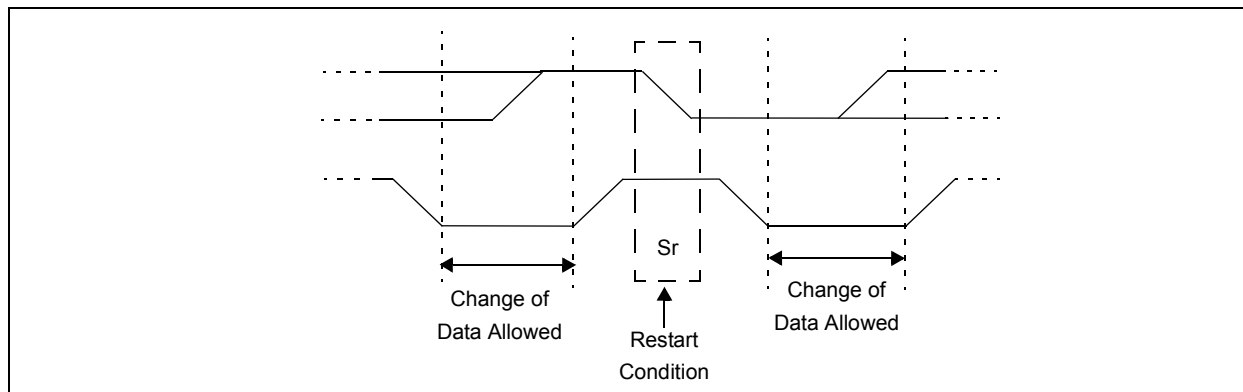 Sr
Change of
Data Allowed
Restart
Condition
Change of
Data Allowed